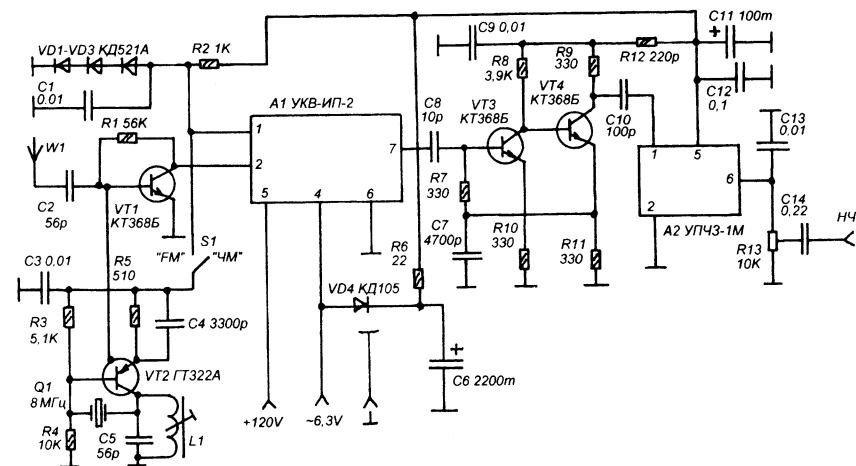 VD1-VD3 КД521А
R2 1K
C9 0,01
C11 100m
C1
0.01
A1 УКВ-ИП-2
R8
3,9K
R9
330
R12 220p
R1 56K
C8
10p
VT3
КТ368Б
VT4
КТ368Б
C10
100p
C12
0,1
C13
0,01
W1
1
2
7
5
4
6
1
5
6
2
C2
56p
VT1
КТ368Б
R7
330
C7
4700p
A2 УПЧЗ-1М
C14
0,22
НЧ
S1
"FM"
"ЧМ"
R6
22
R10
330
R11
330
R13
10K
C3 0,01
R5
510
VD4 КД105
R3
5,1K
C4 3300p
VT2 ГТ322А
C6 2200m
Q1
8 МГц
R4
10K
C5
56p
L1
+120V
~6,3V
⊥